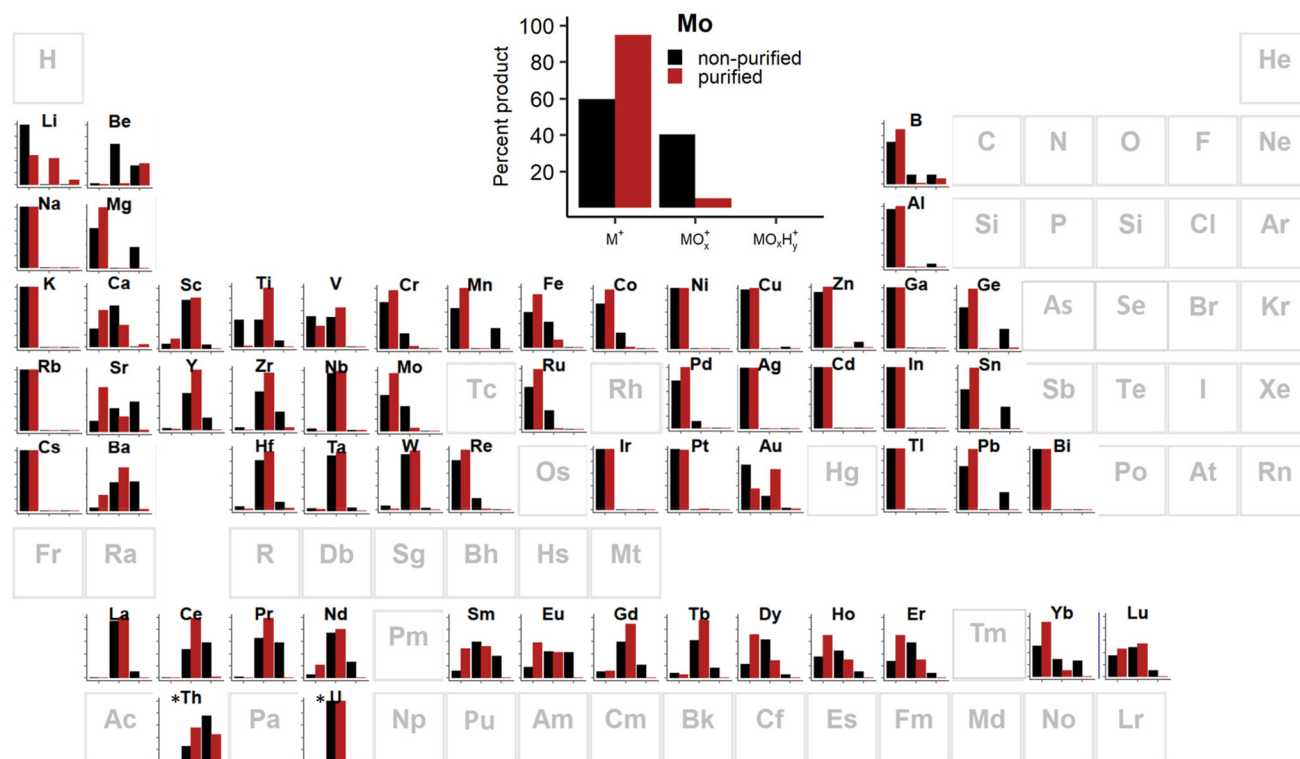 100
Mo
80
60
40
20
Percent product
non-purified
purified
M⁺
MOₓ⁺
MOₓHᵧ⁺
H
He
Li Be B C N O F Ne
Na Mg Al Si P Si Cl Ar
K Ca Sc Ti V Cr Mn Fe Co Ni Cu Zn Ga Ge As Se Br Kr
Rb Sr Y Zr Nb Mo Tc Ru Rh Pd Ag Cd In Sn Sb Te I Xe
Cs Ba Hf Ta W Re Os Ir Pt Au Hg Tl Pb Bi Po At Rn
Fr Ra R Db Sg Bh Hs Mt
La Ce Pr Nd Pm Sm Eu Gd Tb Dy Ho Er Tm Yb Lu
Ac *Th Pa *U Np Pu Am Cm Bk Cf Es Fm Md No Lr